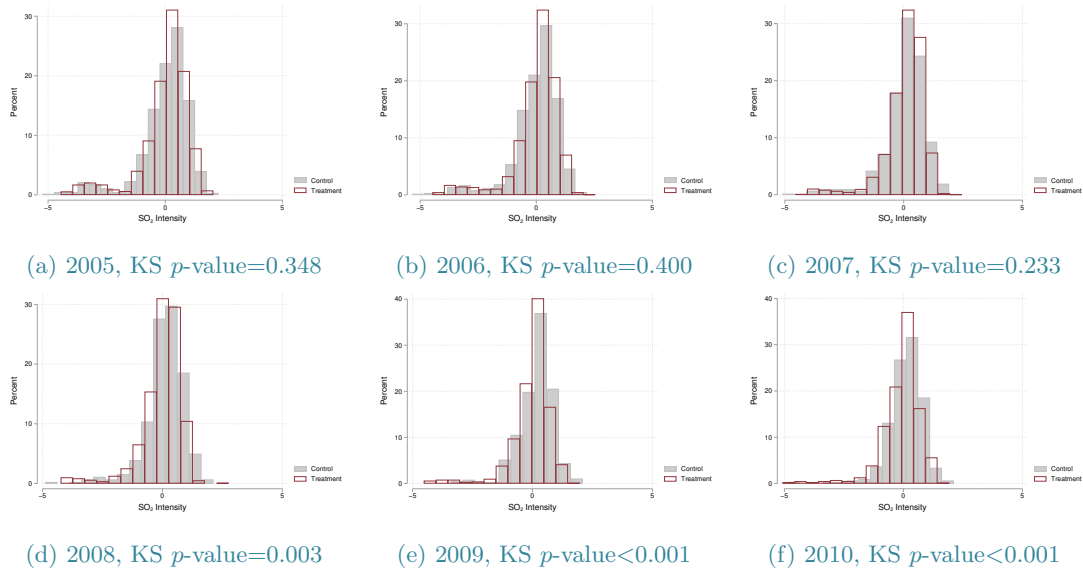 30
20
10
0
Percent
-5
0
5
SO₂ Intensity
Control
Treatment
(a) 2005, KS p-value=0.348
30
20
10
0
Percent
-5
0
5
SO₂ Intensity
Control
Treatment
(b) 2006, KS p-value=0.400
30
20
10
0
Percent
-5
0
5
SO₂ Intensity
Control
Treatment
(c) 2007, KS p-value=0.233
30
20
10
0
Percent
-5
0
5
SO₂ Intensity
Control
Treatment
(d) 2008, KS p-value=0.003
40
30
20
10
0
Percent
-5
0
5
SO₂ Intensity
Control
Treatment
(e) 2009, KS p-value<0.001
40
30
20
10
0
Percent
-5
0
5
SO₂ Intensity
Control
Treatment
(f) 2010, KS p-value<0.001